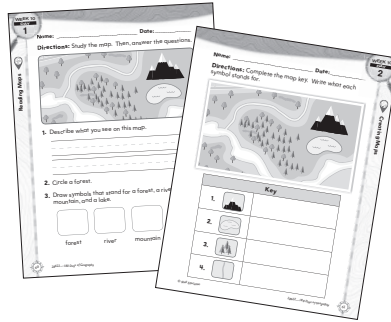 WEEK 10
DAY
1
Name:
Date:
Directions: Study the map. Then, answer the questions.
Reading Maps
1. Describe what you see on this map.
2. Circle a forest.
3. Draw symbols that stand for a forest, a rive
mountain, and a lake.
forest
river
mountain
WEEK 10
DAY
2
Name:
Date:
Directions: Complete the map key. Write what each
symbol stands for.
Creating Maps
Key
1.
2.
3.
4.